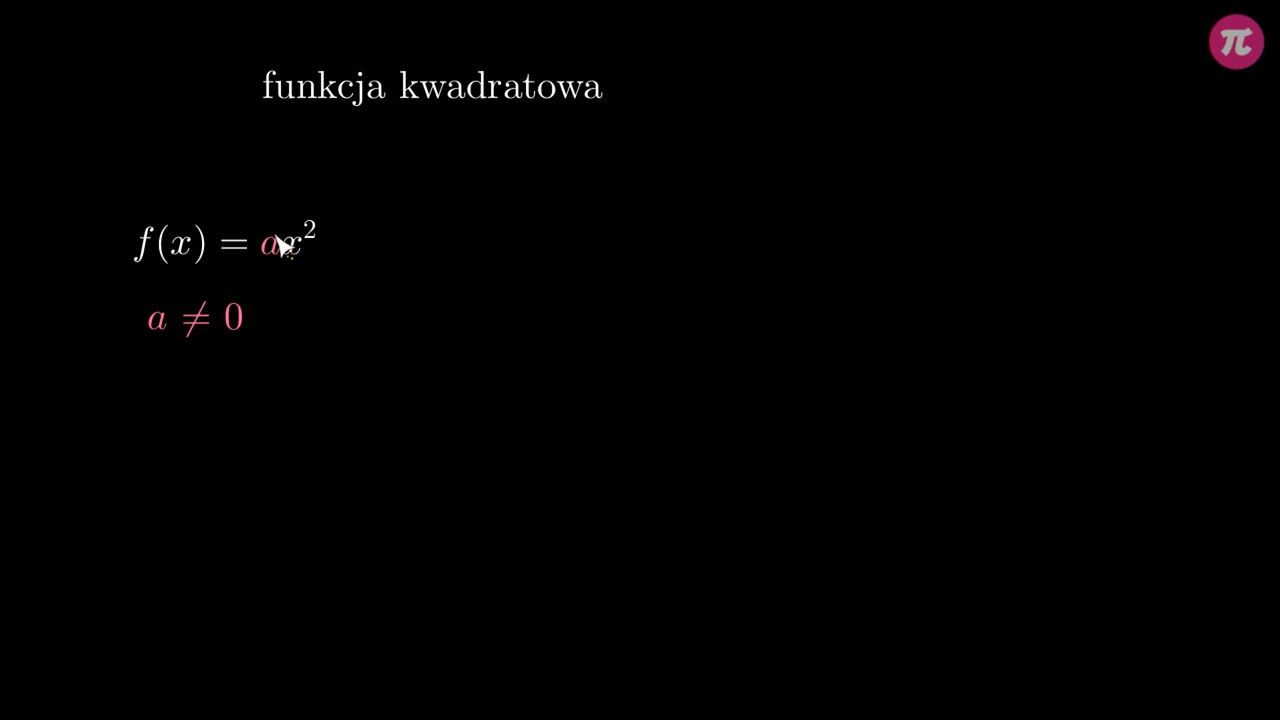 π
funkcja kwadratowa
f(x) = ax²
a ≠ 0